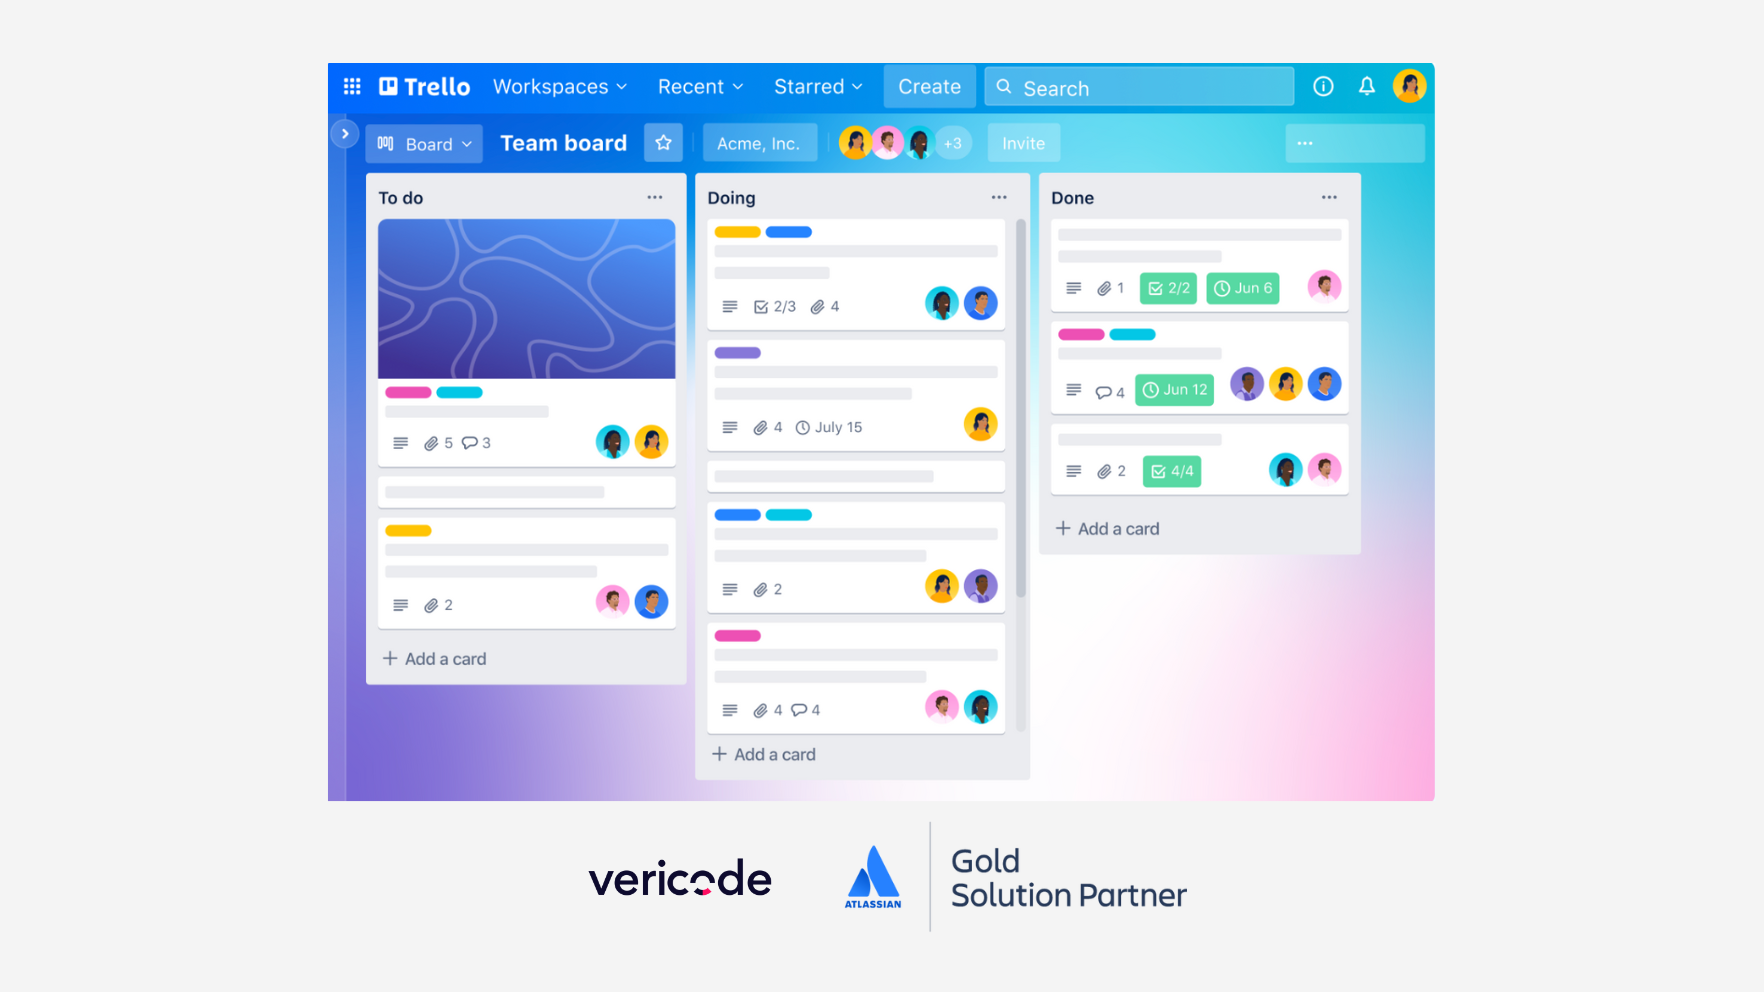 Trello Workspaces Recent Starred Create Search
Board Team board Acme, Inc. +3 Invite
To do
5 3
2
+ Add a card
Doing
2/3 4
4 July 15
2
4 4
+ Add a card
Done
1 2/2 Jun 6
4 Jun 12
2 4/4
+ Add a card
vericode
ATLASSIAN
Gold
Solution Partner